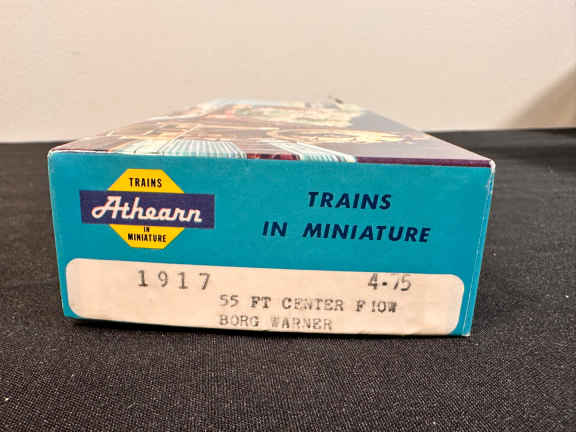 TRAINS
Athearn
IN
MINIATURE
TRAINS
IN MINIATURE
1917 4-75
55 FT CENTER FlOW
BORG WARNER